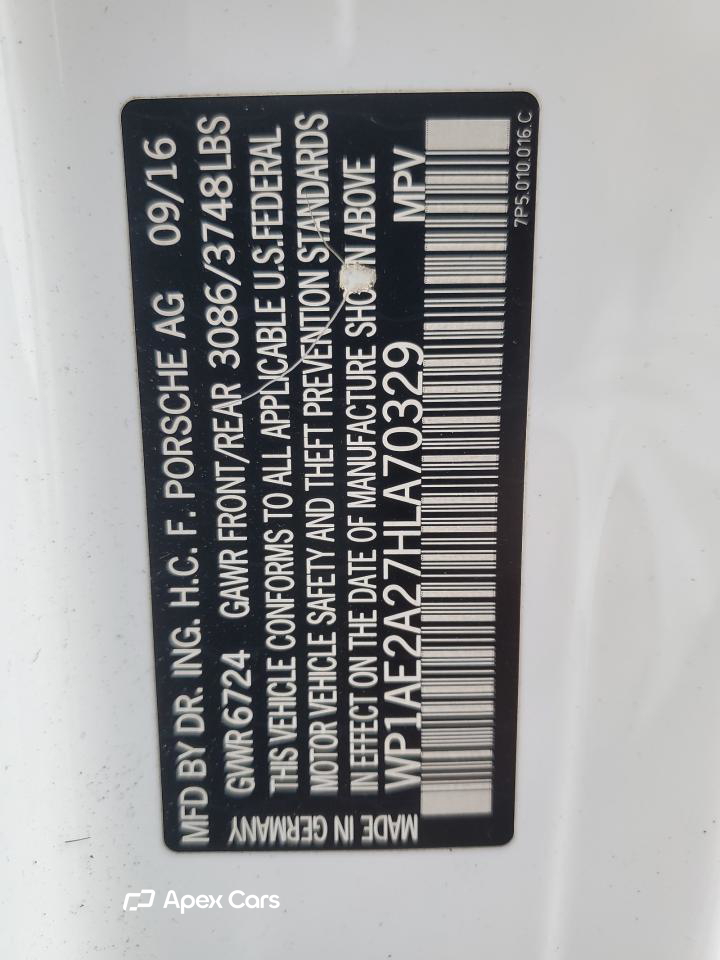 MFD BY DR. ING. H.C. F. PORSCHE AG 09/16
GVWR 6724 GAWR FRONT/REAR 3086/3748LBS
THIS VEHICLE CONFORMS TO ALL APPLICABLE U.S.FEDERAL
MOTOR VEHICLE SAFETY AND THEFT PREVENTION STANDARDS
IN EFFECT ON THE DATE OF MANUFACTURE SHOWN ABOVE
WP1AE2A27HLA70329 MPV
MADE IN GERMANY
7P5.010.016.C
Apex Cars